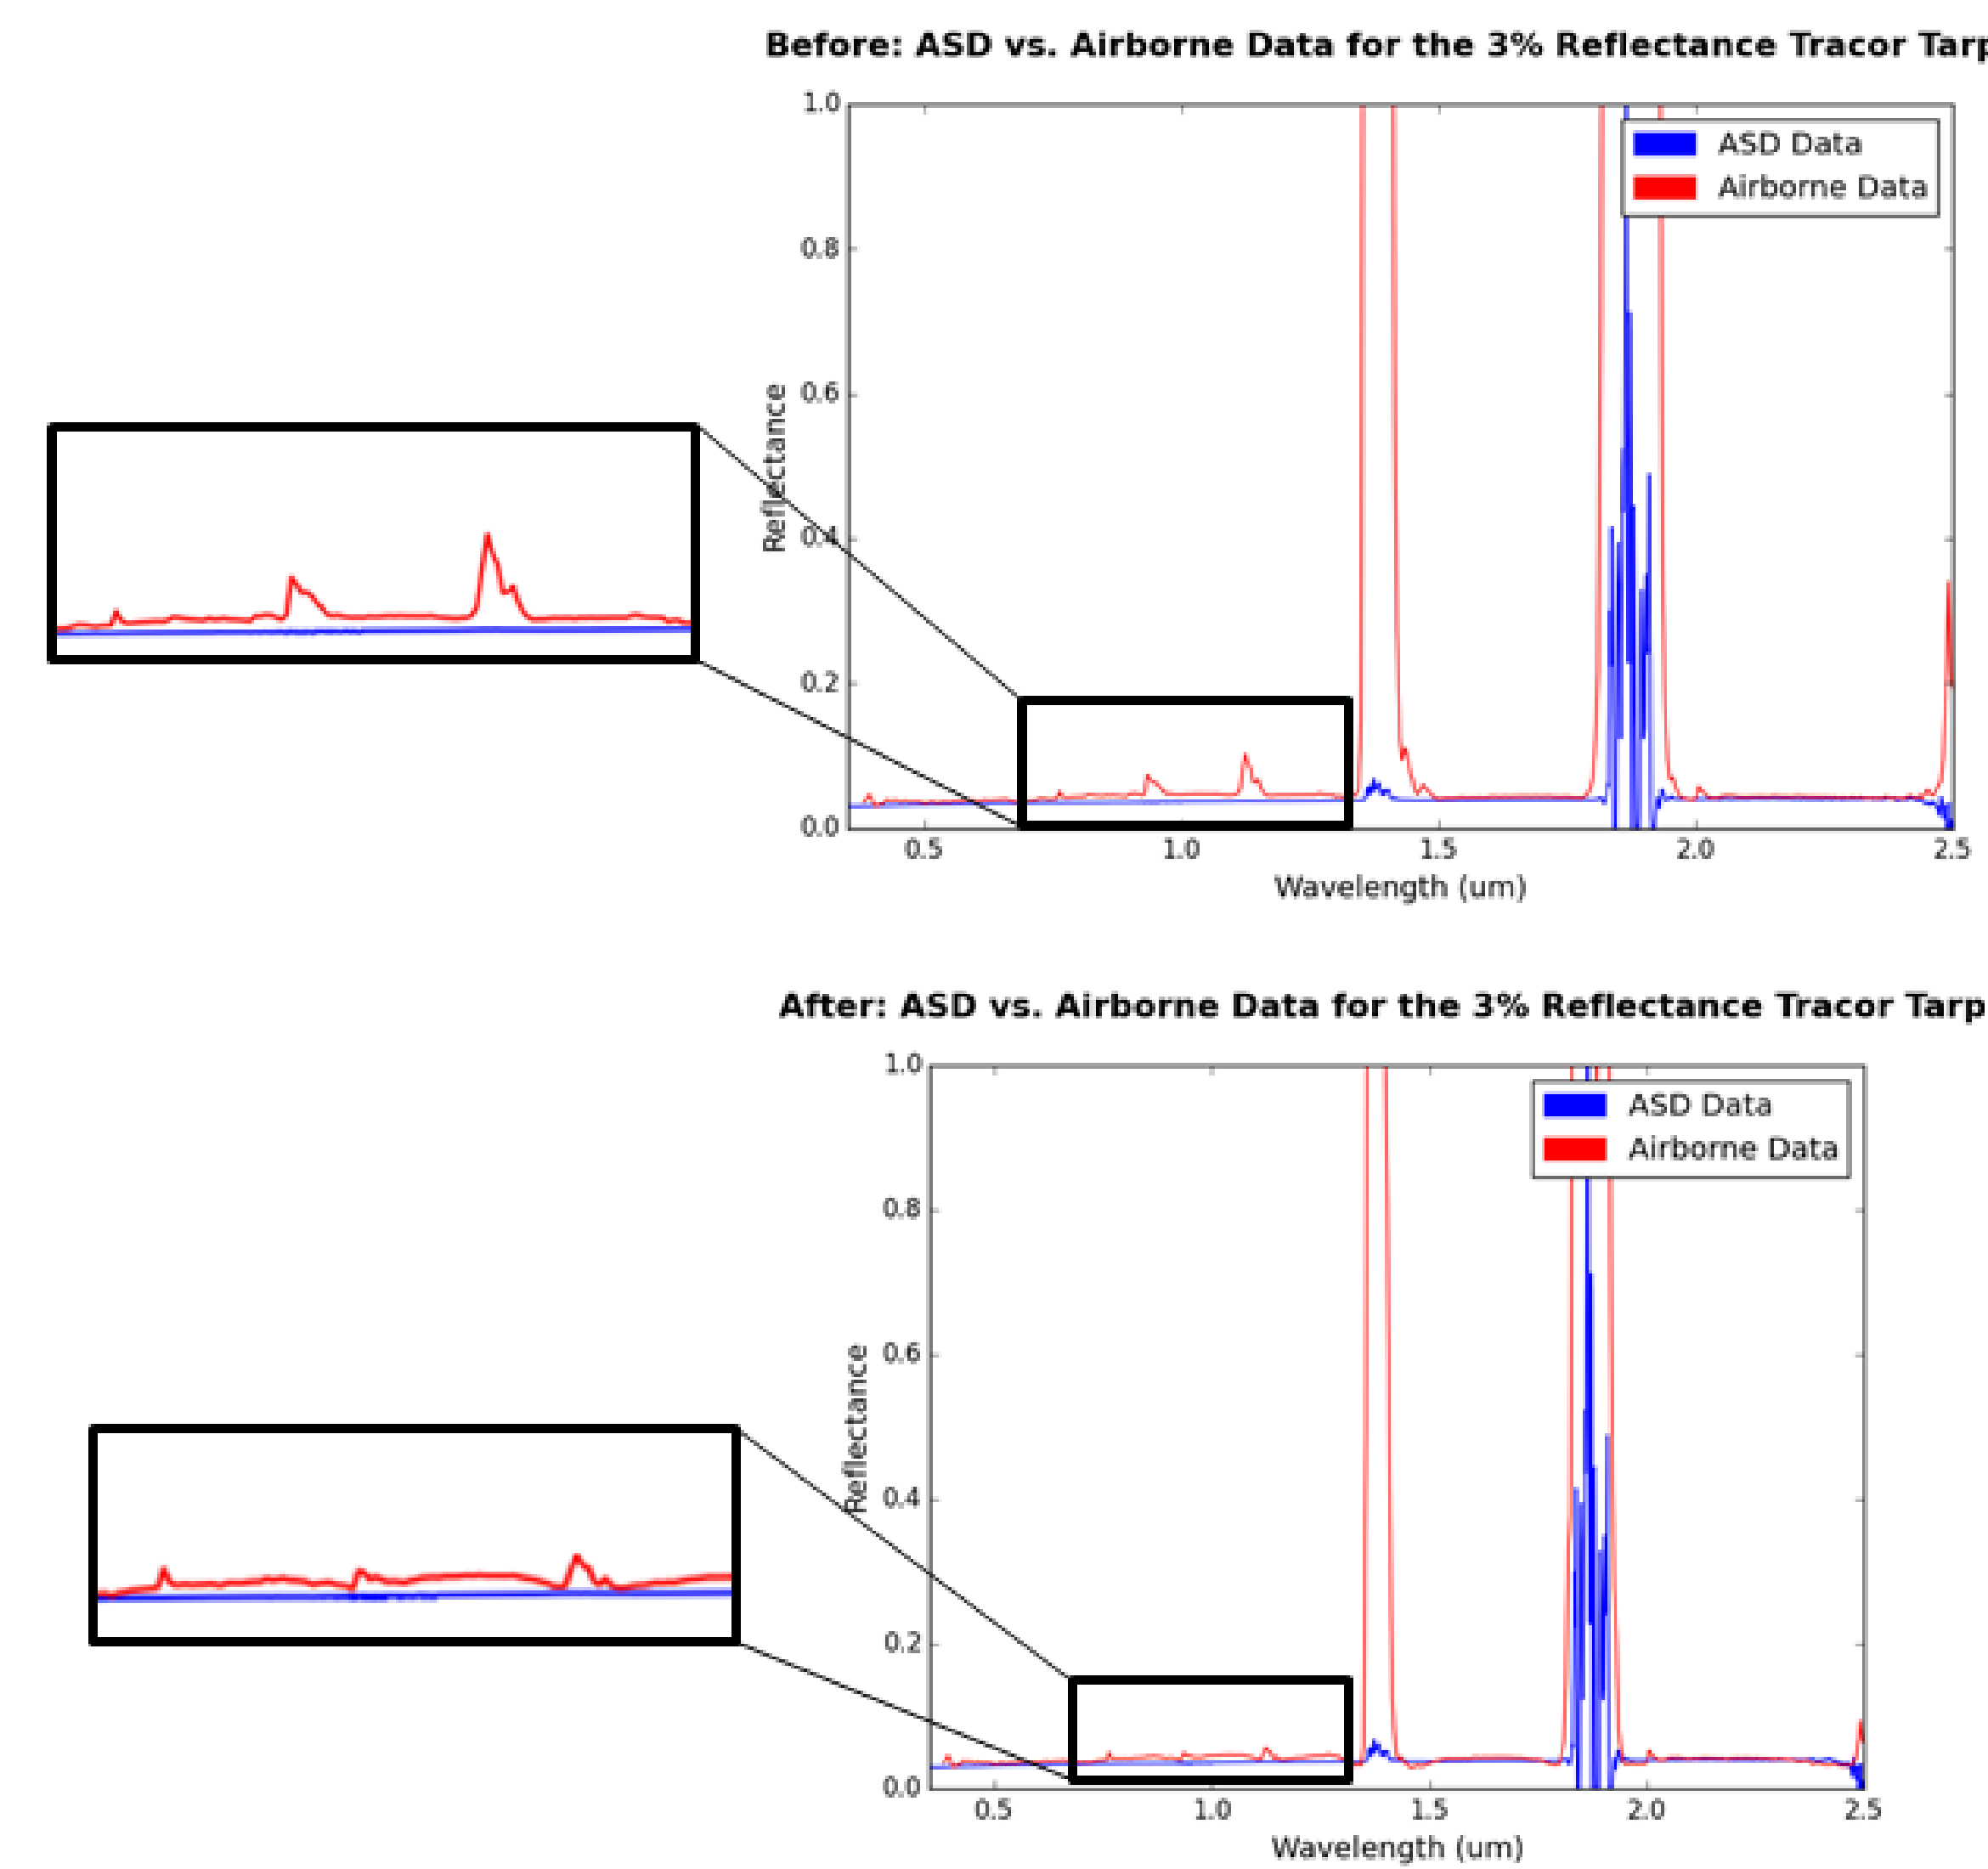 Before: ASD vs. Airborne Data for the 3% Reflectance Tracor Tarp
1.0
ASD Data
Airborne Data
0.8
0.6
Reflectance
0.4
0.2
0.0
0.5 1.0 1.5 2.0 2.5
Wavelength (um)
After: ASD vs. Airborne Data for the 3% Reflectance Tracor Tarp
1.0
ASD Data
Airborne Data
0.8
0.6
Reflectance
0.4
0.2
0.0
0.5 1.0 1.5 2.0 2.5
Wavelength (um)